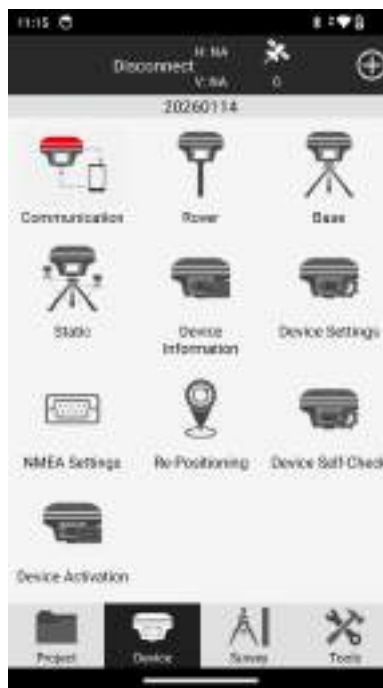 11:15
Disconnect
H: NA
V: NA
0
20260114
Communication
Rover
Base
Static
Device
Information
Device Settings
NMEA Settings
Re-Positioning
Device Self-Check
Device Activation
Project
Device
Survey
Tools